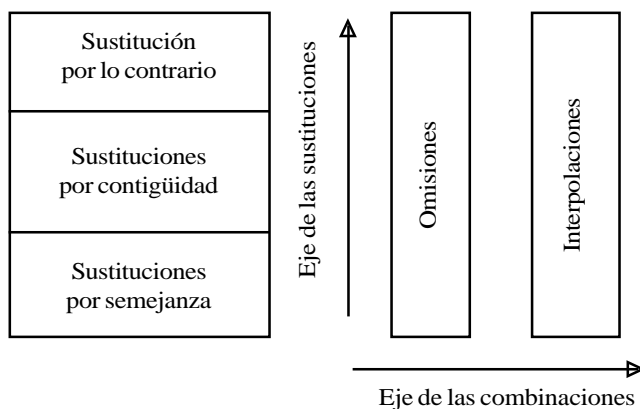 Sustitución
por lo contrario
Sustituciones
por contigüidad
Sustituciones
por semejanza
Eje de las sustituciones
Omisiones
Interpolaciones
Eje de las combinaciones